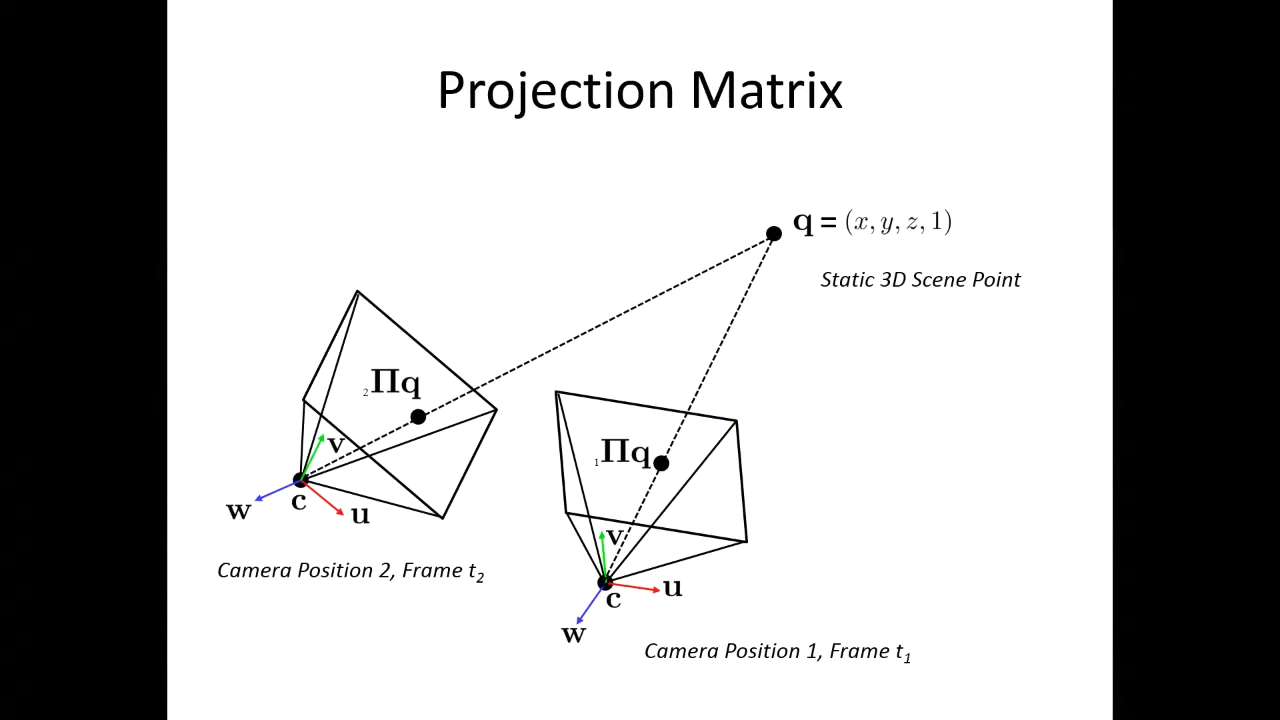 Projection Matrix
q = (x, y, z, 1)
Static 3D Scene Point
₂Πq
v
c
w
u
Camera Position 2, Frame t₂
₁Πq
v
u
c
w
Camera Position 1, Frame t₁